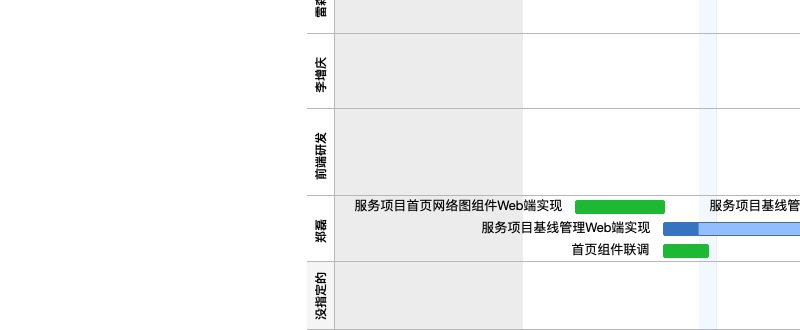 李增庆
前端研发
郑磊
服务项目首页网络图组件Web端实现
服务项目基线管
服务项目基线管理Web端实现
首页组件联调
没指定的